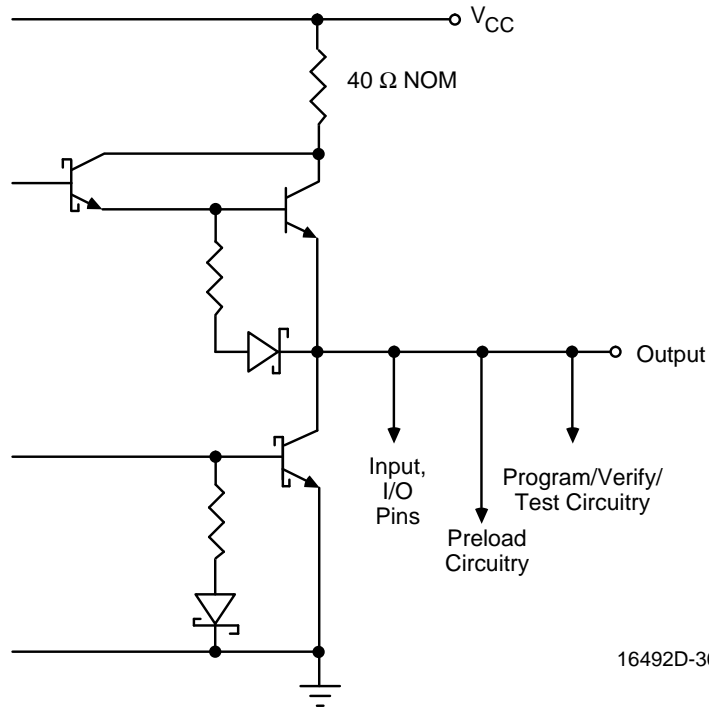 V_CC
40 Ω NOM
Output
Input,
I/O
Pins
Program/Verify/
Test Circuitry
Preload
Circuitry